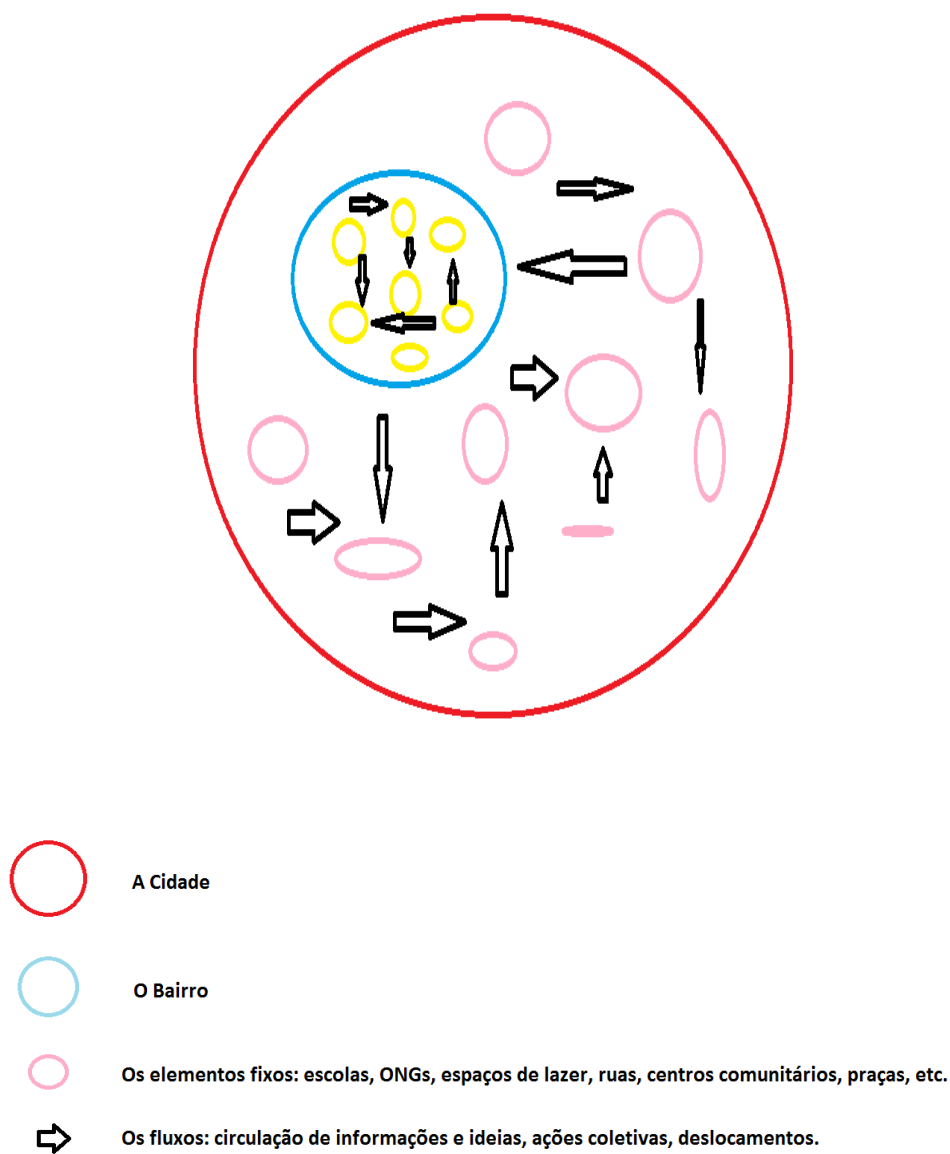 A Cidade
O Bairro
Os elementos fixos: escolas, ONGs, espaços de lazer, ruas, centros comunitários, praças, etc.
Os fluxos: circulação de informações e ideias, ações coletivas, deslocamentos.